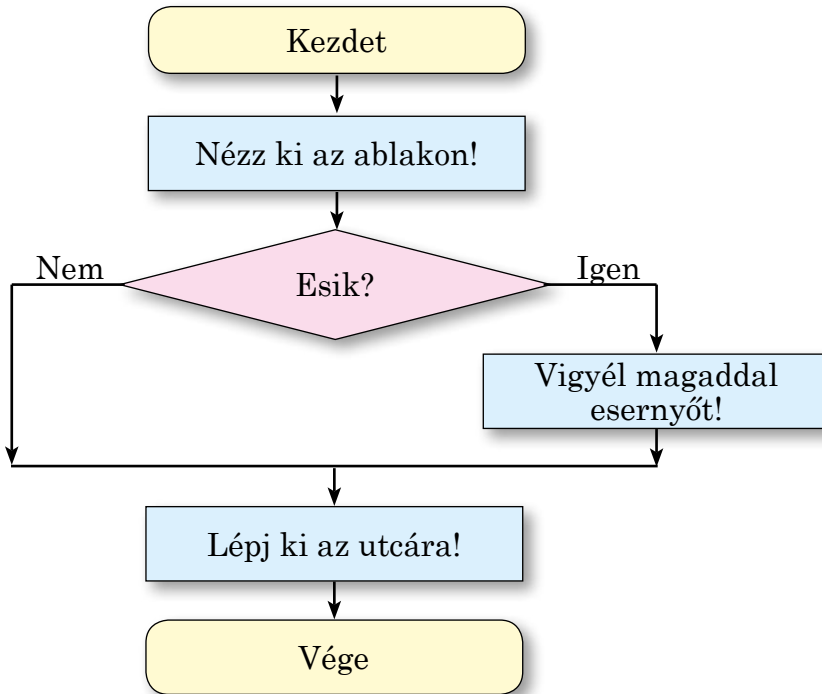 Kezdet
Nézz ki az ablakon!
Nem
Esik?
Igen
Vigyél magaddal
esernyőt!
Lépj ki az utcára!
Vége